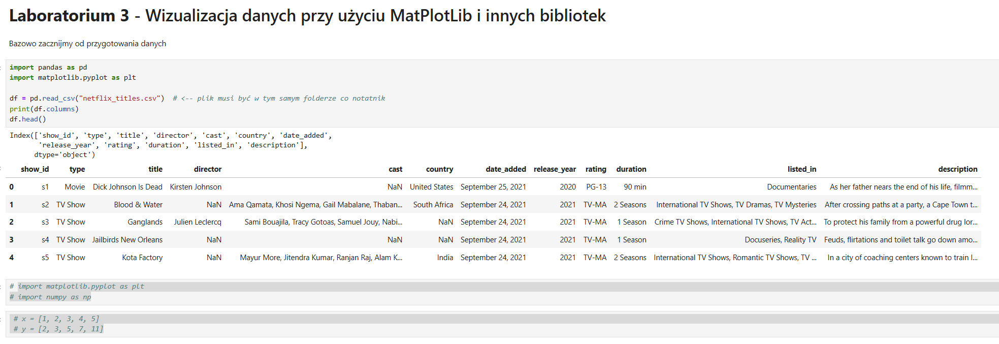 Laboratorium 3 - Wizualizacja danych przy użyciu MatPlotLib i innych bibliotek
Bazowo zacznijmy od przygotowania danych
import pandas as pd
import matplotlib.pyplot as plt
df = pd.read_csv("netflix_titles.csv")  # <-- plik musi być w tym samym folderze co notatnik
print(df.columns)
df.head()
Index(['show_id', 'type', 'title', 'director', 'cast', 'country', 'date_added',
       'release_year', 'rating', 'duration', 'listed_in', 'description'],
      dtype='object')
show_id type title director cast country date_added release_year rating duration listed_in description
0 s1 Movie Dick Johnson Is Dead Kirsten Johnson NaN United States September 25, 2021 2020 PG-13 90 min Documentaries As her father nears the end of his life, filmm...
1 s2 TV Show Blood & Water NaN Ama Qamata, Khosi Ngema, Gail Mabalane, Thaban... South Africa September 24, 2021 2021 TV-MA 2 Seasons International TV Shows, TV Dramas, TV Mysteries After crossing paths at a party, a Cape Town t...
2 s3 TV Show Ganglands Julien Leclercq Sami Bouajila, Tracy Gotoas, Samuel Jouy, Nabi... NaN September 24, 2021 2021 TV-MA 1 Season Crime TV Shows, International TV Shows, TV Act... To protect his family from a powerful drug lor...
3 s4 TV Show Jailbirds New Orleans NaN NaN NaN September 24, 2021 2021 TV-MA 1 Season Docuseries, Reality TV Feuds, flirtations and toilet talk go down amo...
4 s5 TV Show Kota Factory NaN Mayur More, Jitendra Kumar, Ranjan Raj, Alam K... India September 24, 2021 2021 TV-MA 2 Seasons International TV Shows, Romantic TV Shows, TV ... In a city of coaching centers known to train I...
# import matplotlib.pyplot as plt
# import numpy as np
# x = [1, 2, 3, 4, 5]
# y = [2, 3, 5, 7, 11]